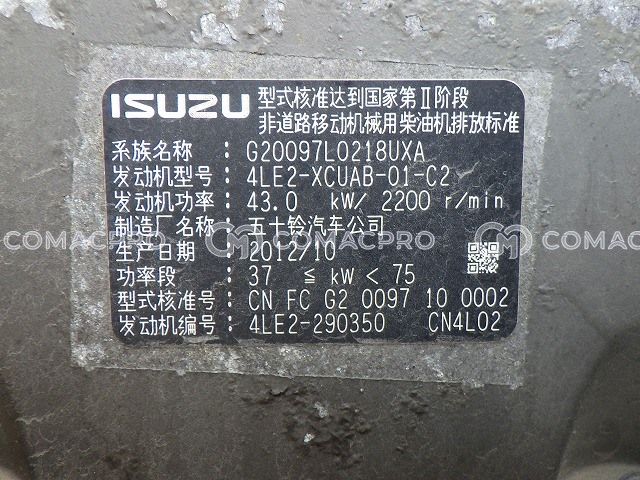 ISUZU 型式核准达到国家第Ⅱ阶段
非道路移动机械用柴油机排放标准
系族名称 : G20097L0218UXA
发动机型号: 4LE2-XCUAB-01-C2
发动机功率: 43.0 kW/ 2200 r/min
制造厂名称: 五十铃汽车公司
生产日期 : 2012/10
功率段 : 37 ≦ kW < 75
型式核准号: CN FC G2 0097 10 0002
发动机编号: 4LE2-290350 CN4L02
COMACPRO COMACPRO COMACPRO